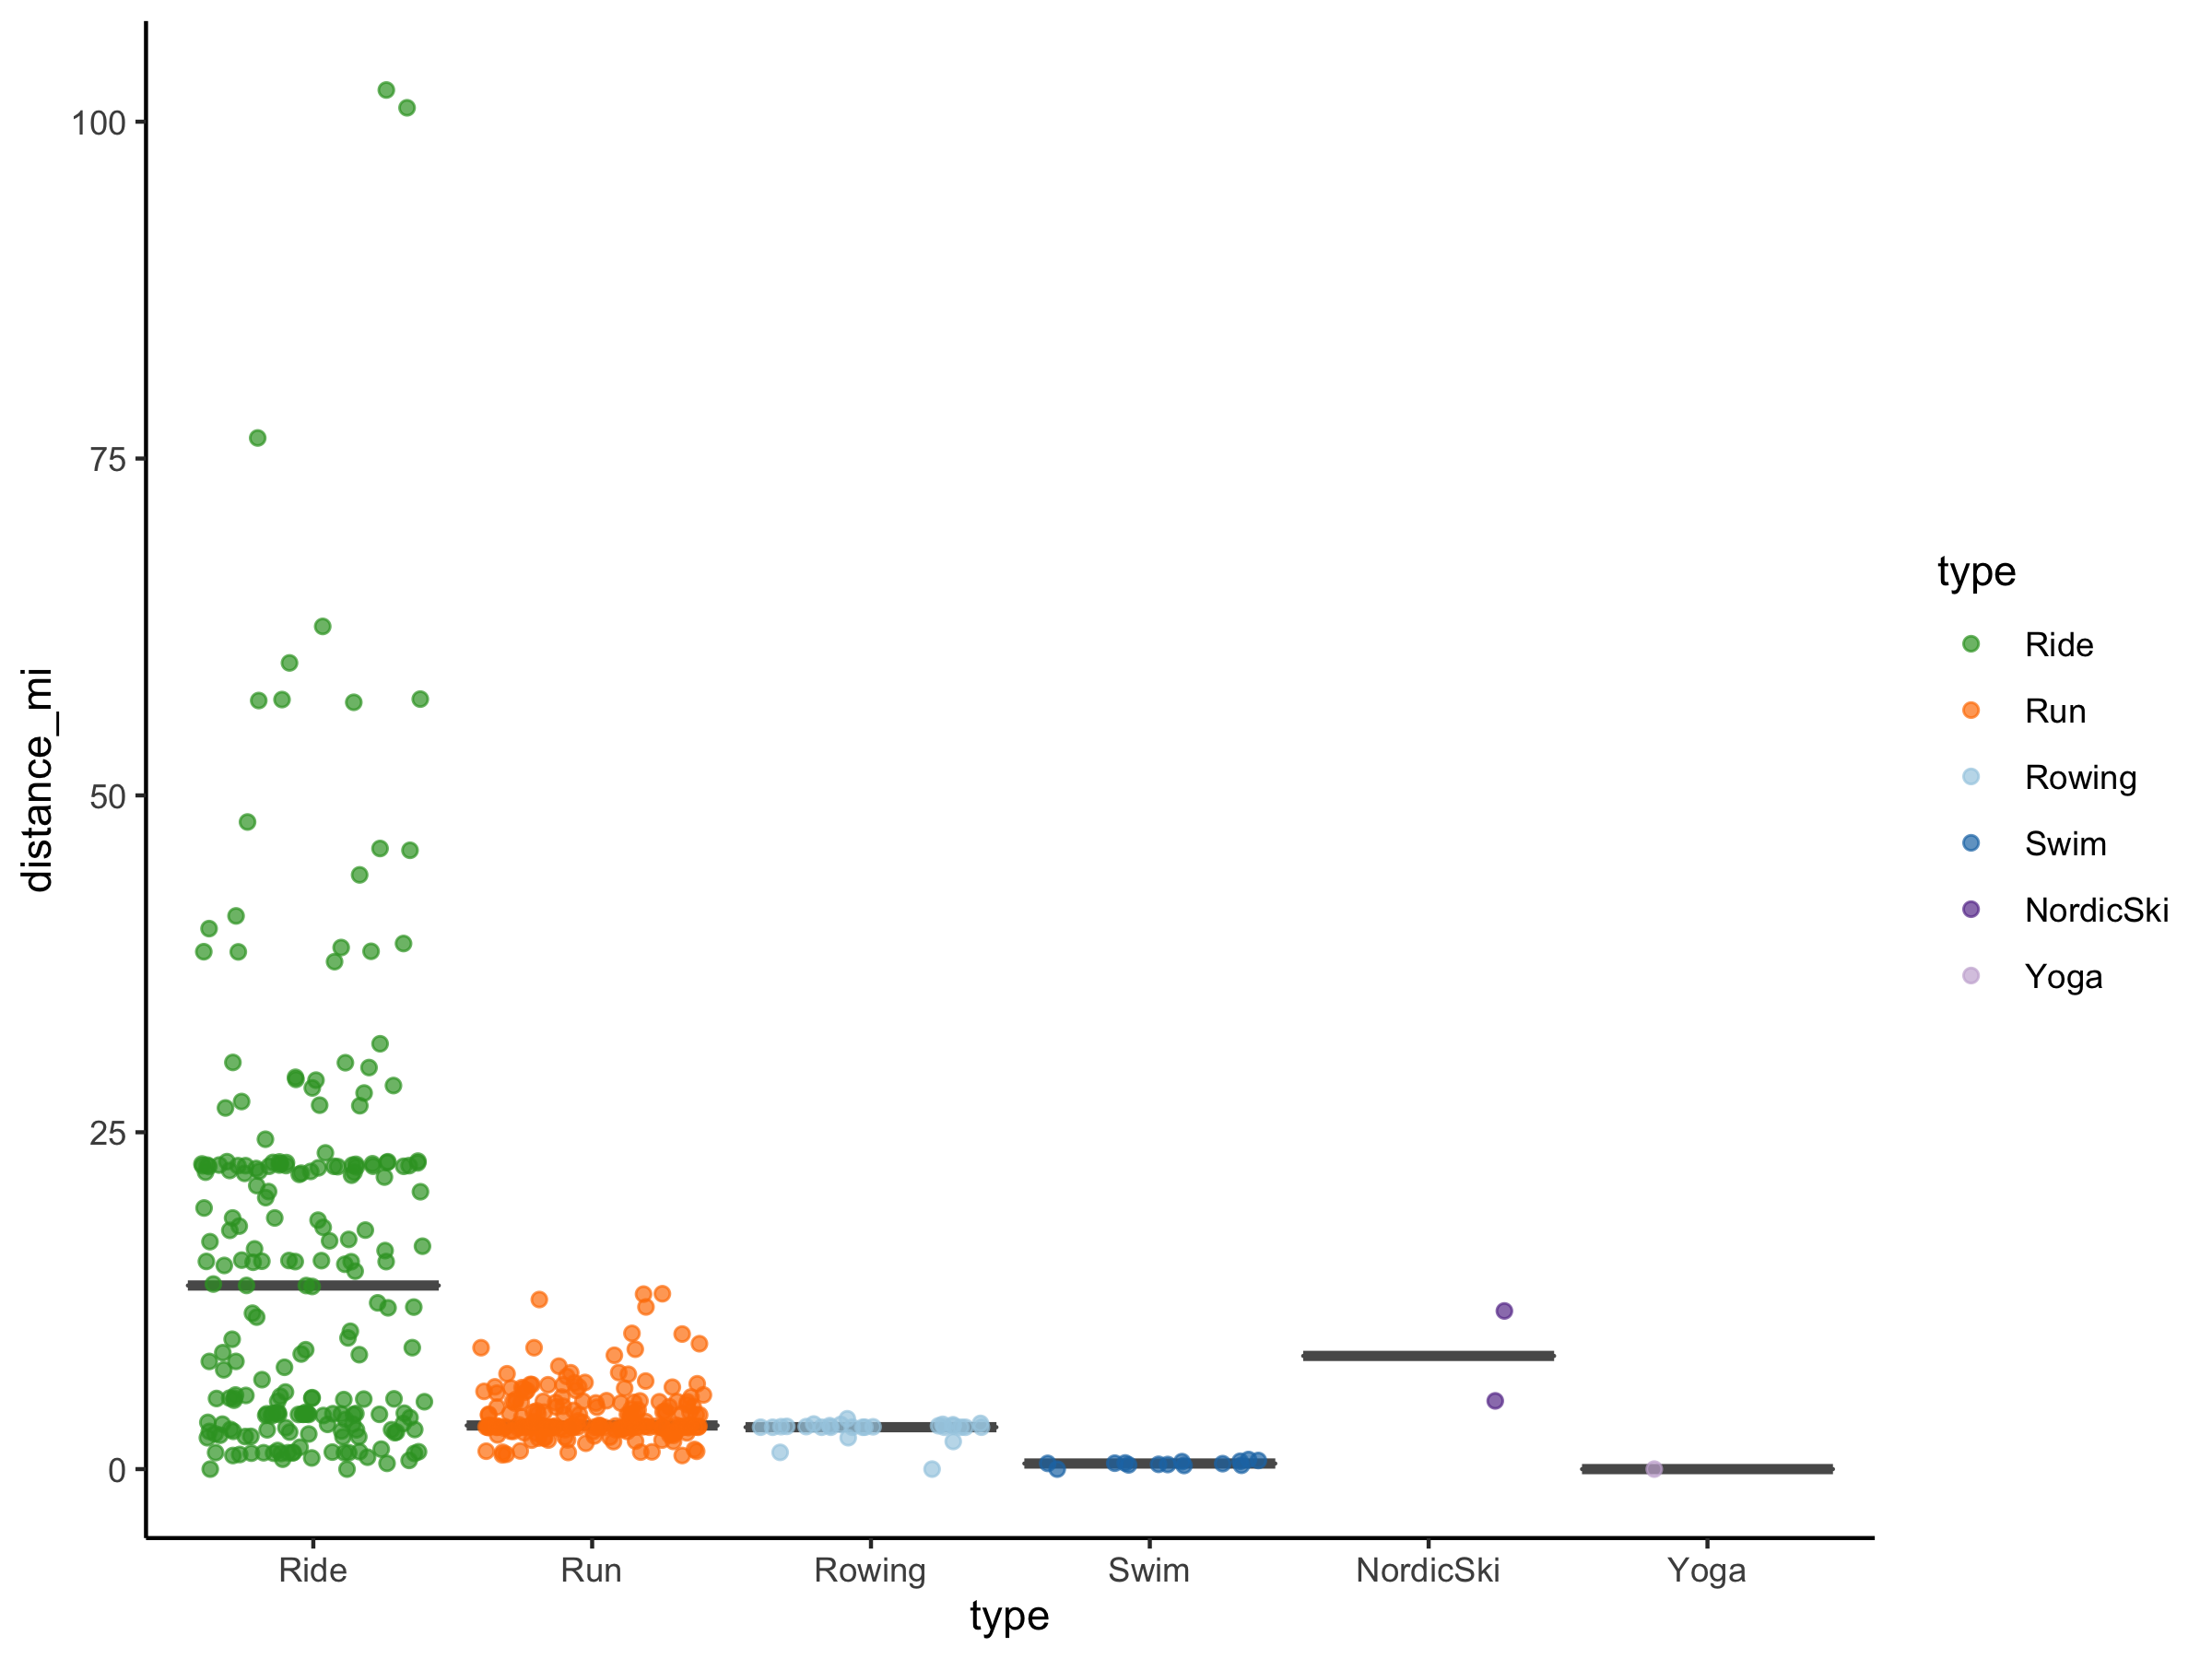 distance_mi
100
75
50
25
0
Ride
Run
Rowing
Swim
NordicSki
Yoga
type
type
Ride
Run
Rowing
Swim
NordicSki
Yoga